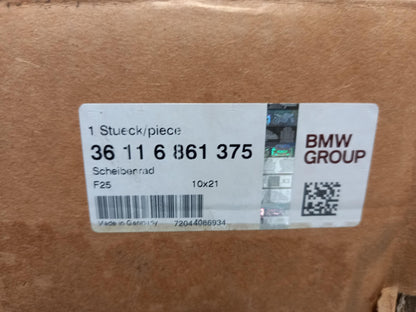 1 Stueck/piece
36 11 6 861 375
Scheibenrad
F25 10x21
Made in Germany 72044066934
BMW
GROUP